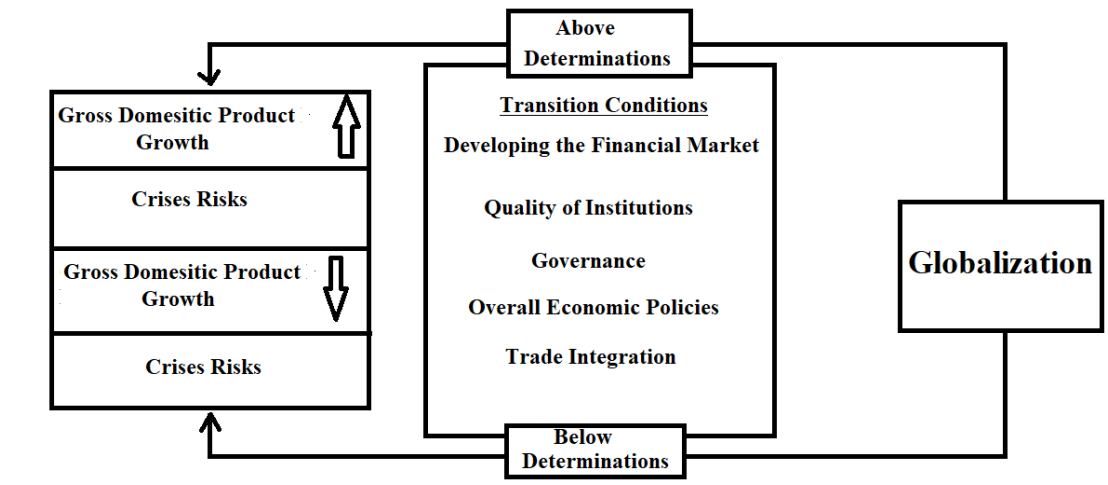 Above
Determinations
Gross Domesitic Product
Growth
Crises Risks
Gross Domesitic Product
Growth
Crises Risks
Transition Conditions
Developing the Financial Market
Quality of Institutions
Governance
Overall Economic Policies
Trade Integration
Globalization
Below
Determinations